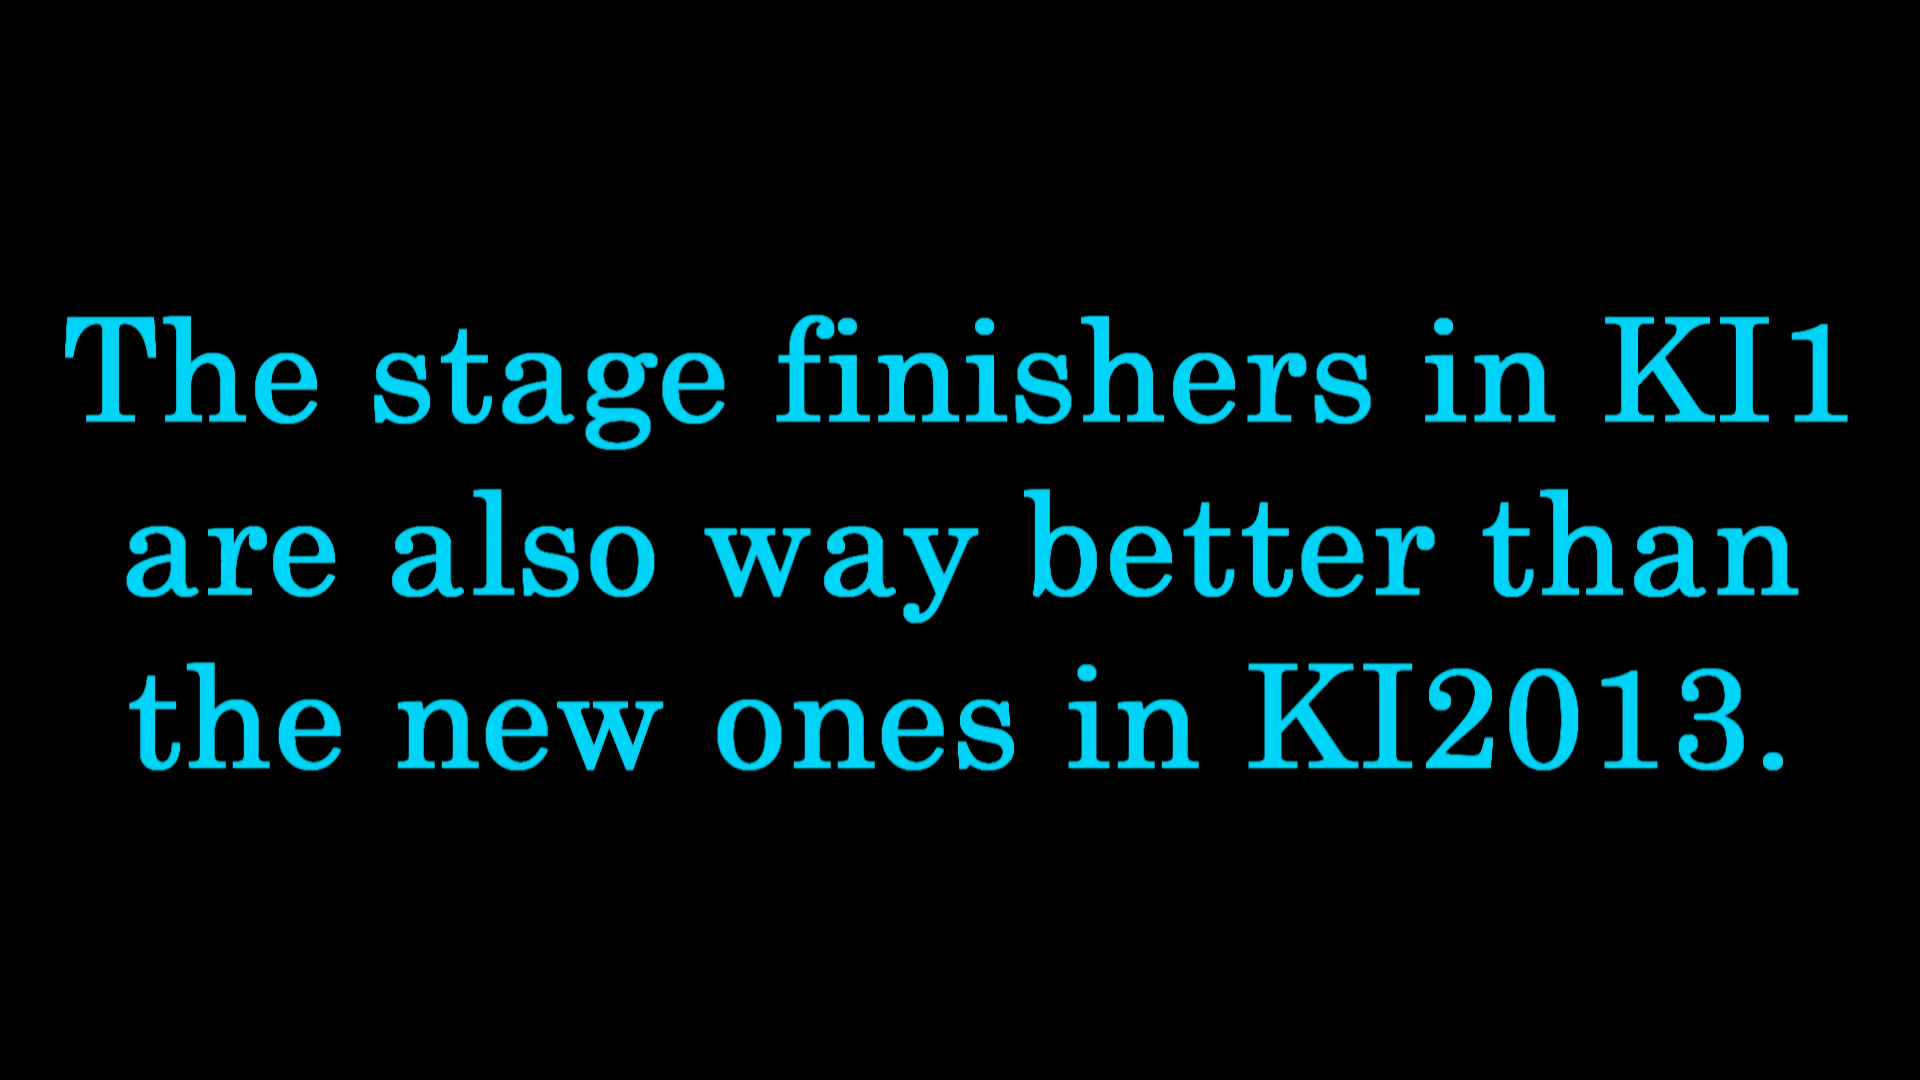 The stage finishers in KI1
are also way better than
the new ones in KI2013.